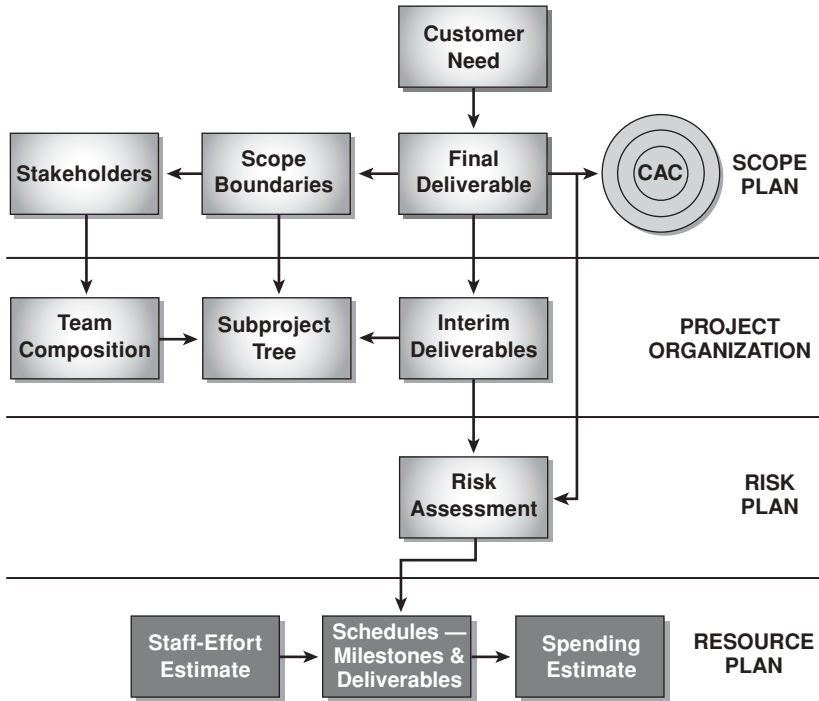 Customer
Need
Stakeholders
Scope
Boundaries
Final
Deliverable
CAC
SCOPE
PLAN
Team
Composition
Subproject
Tree
Interim
Deliverables
PROJECT
ORGANIZATION
Risk
Assessment
RISK
PLAN
Staff-Effort
Estimate
Schedules —
Milestones &
Deliverables
Spending
Estimate
RESOURCE
PLAN